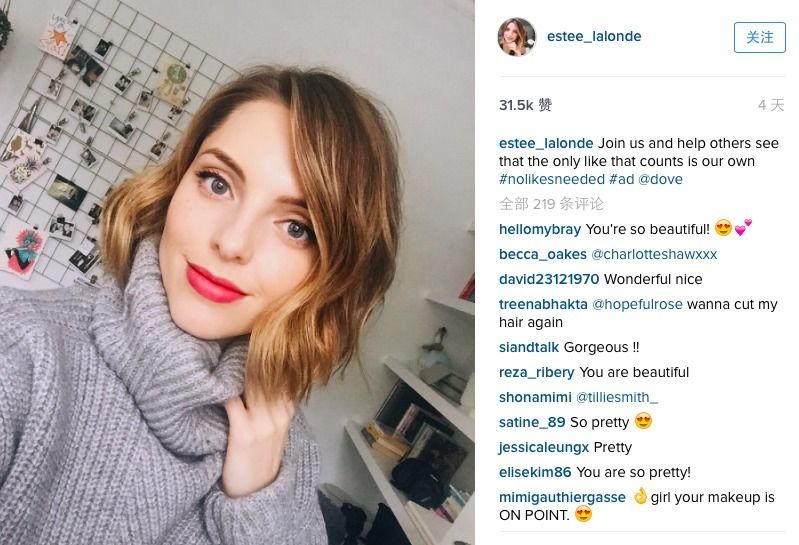 estee_lalonde
关注
31.5k 赞
4 天
estee_lalonde Join us and help others see
that the only like that counts is our own
#nolikesneeded #ad @dove
全部 219 条评论
hellomybray You're so beautiful! 😍💕
becca_oakes @charlotteshawxxx
david23121970 Wonderful nice
treenabhakta @hopefulrose wanna cut my
hair again
siandtalk Gorgeous !!
reza_ribery You are beautiful
shonamimi @tilliesmith_
satine_89 So pretty 😍
jessicaleungx Pretty
elisekim86 You are so pretty!
mimigauthiergasse 👌girl your makeup is
ON POINT. 😍